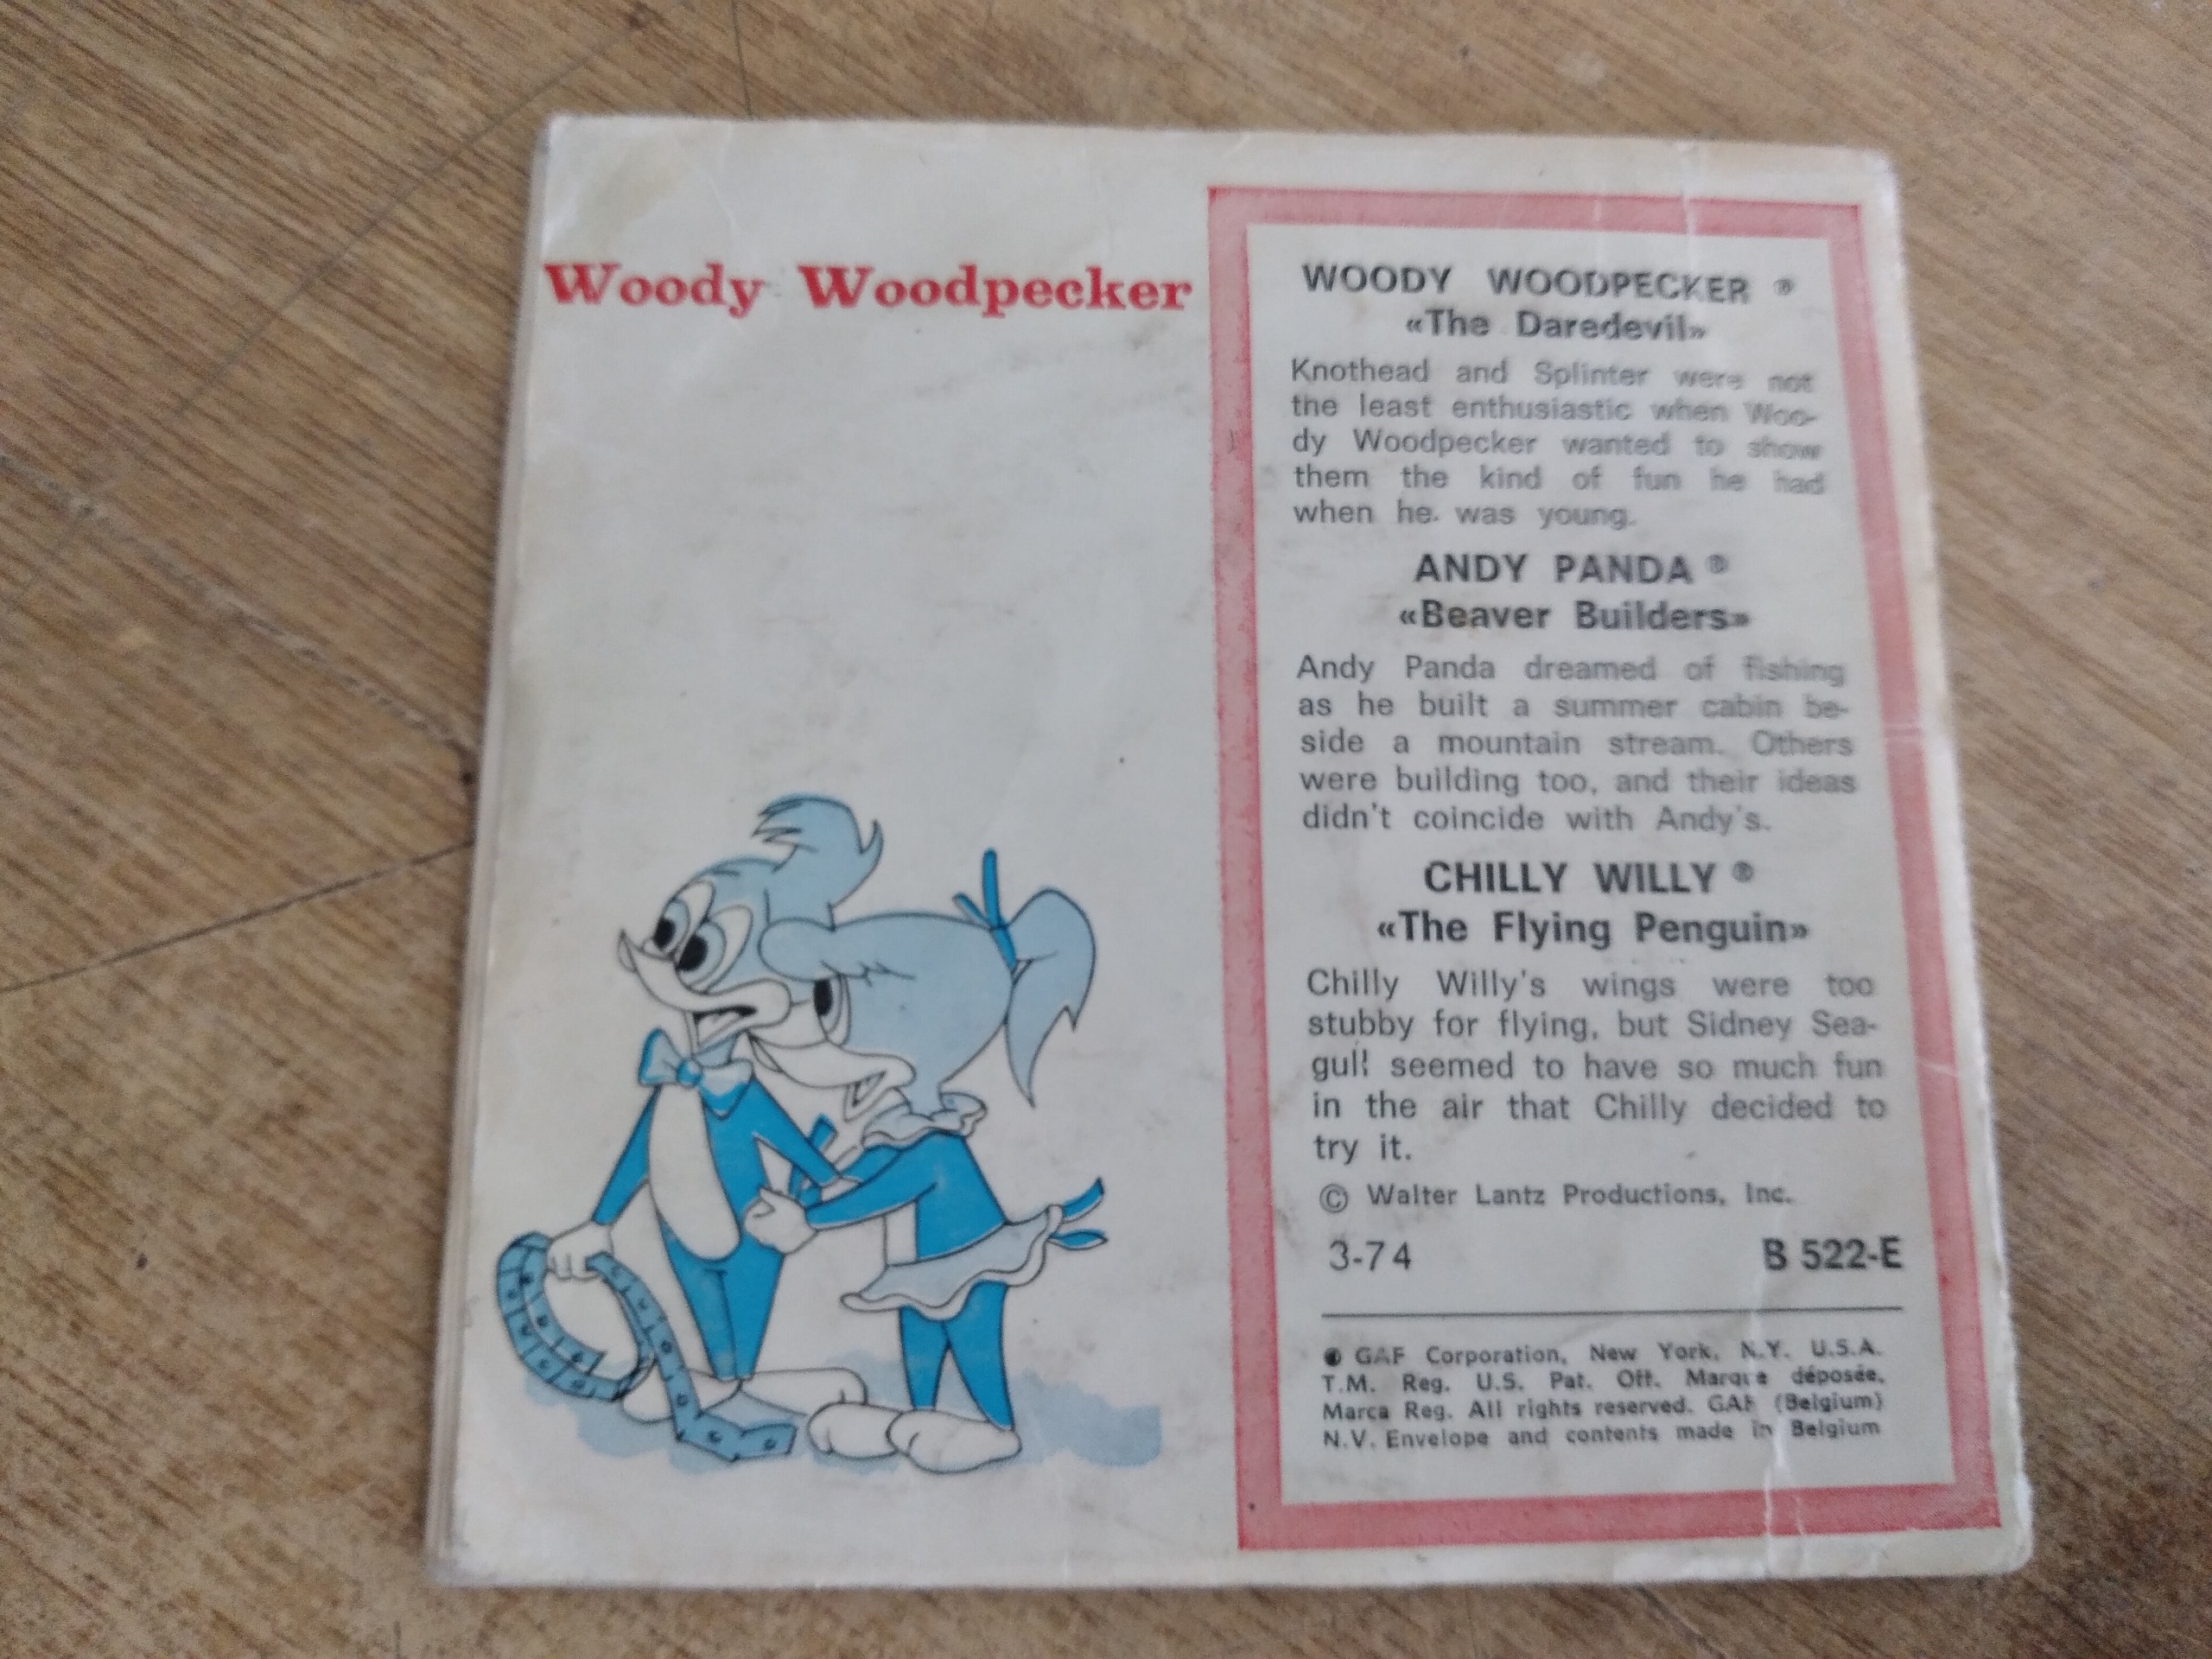 Woody Woodpecker
WOODY WOODPECKER ®
«The Daredevil»
Knothead and Splinter were not
the least enthusiastic when Woo-
dy Woodpecker wanted to show
them the kind of fun he had
when he was young.
ANDY PANDA ®
«Beaver Builders»
Andy Panda dreamed of fishing
as he built a summer cabin be-
side a mountain stream. Others
were building too, and their ideas
didn't coincide with Andy's.
CHILLY WILLY ®
«The Flying Penguin»
Chilly Willy's wings were too
stubby for flying, but Sidney Sea-
gull seemed to have so much fun
in the air that Chilly decided to
try it.
© Walter Lantz Productions, Inc.
3-74 B 522-E
GAF Corporation, New York, N.Y. U.S.A.
T.M. Reg. U.S. Pat. Off. Marque déposée.
Marca Reg. All rights reserved. GAF (Belgium)
N.V. Envelope and contents made in Belgium